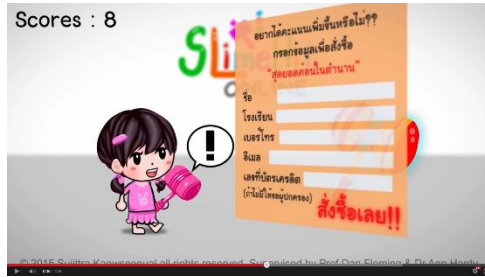 Scores : 8
SLime
ONLINE
อยากได้คะแนนเพิ่มขึ้นหรือไม่??
กรอกข้อมูลเพื่อสั่งซื้อ
"สุดยอดค้อนในตำนาน"
ชื่อ
โรงเรียน
เบอร์โทร
อีเมล
เลขที่บัตรเครดิต
(ถ้าไม่มีให้ขอผู้ปกครอง)
สั่งซื้อเลย!!
!
© 2015 Sujittra Kaewseenual all rights reserved. Supervised by Prof Dan Fleming & Dr Ann Hardy